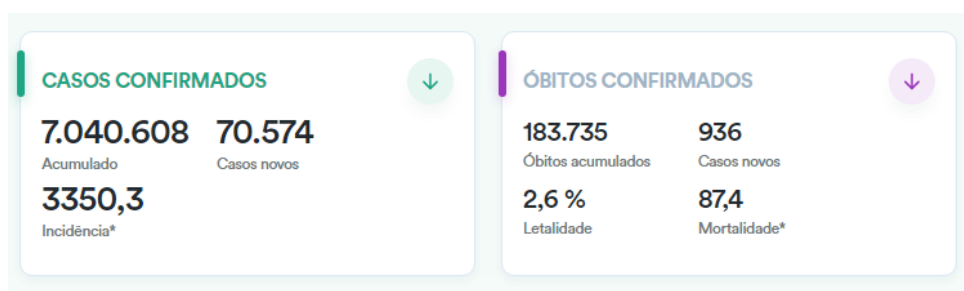 CASOS CONFIRMADOS
7.040.608 70.574
Acumulado Casos novos
3350,3
Incidência*
ÓBITOS CONFIRMADOS
183.735 936
Óbitos acumulados Casos novos
2,6 % 87,4
Letalidade Mortalidade*